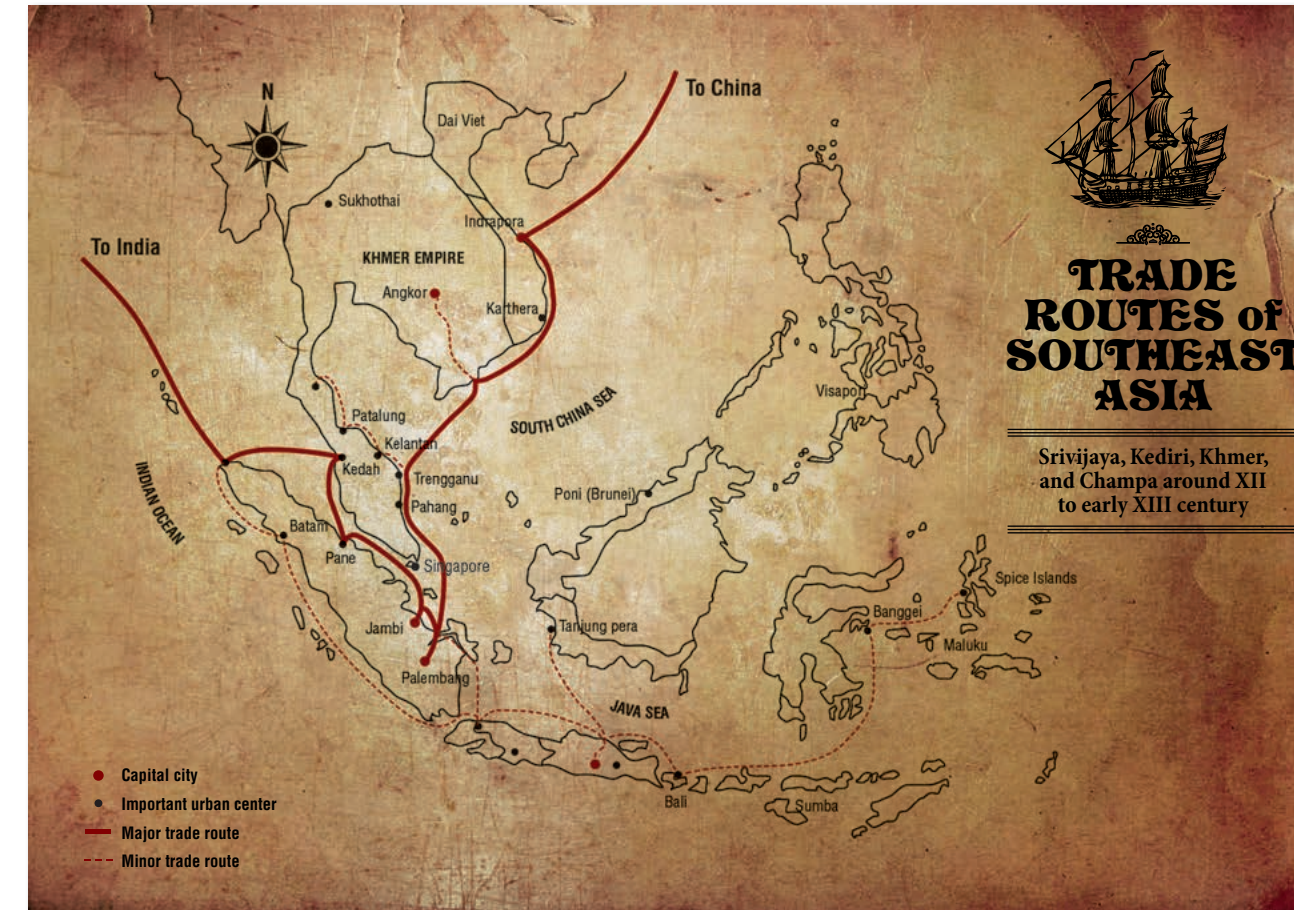 To China
N
Dai Viet
Sukhothai
Indrapora
To India
KHMER EMPIRE
Angkor
Karthera
TRADE
ROUTES of
SOUTHEAST
ASIA
Srivijaya, Kediri, Khmer,
and Champa around XII
to early XIII century
Visapon
SOUTH CHINA SEA
Patalung
Kelantan
Kedah
Trengganu
Poni (Brunei)
Pahang
INDIAN OCEAN
Batam
Pane
Singapore
Spice Islands
Banggei
Jambi
Tanjung pera
Maluku
Palembang
JAVA SEA
Bali
Sumba
Capital city
Important urban center
Major trade route
Minor trade route